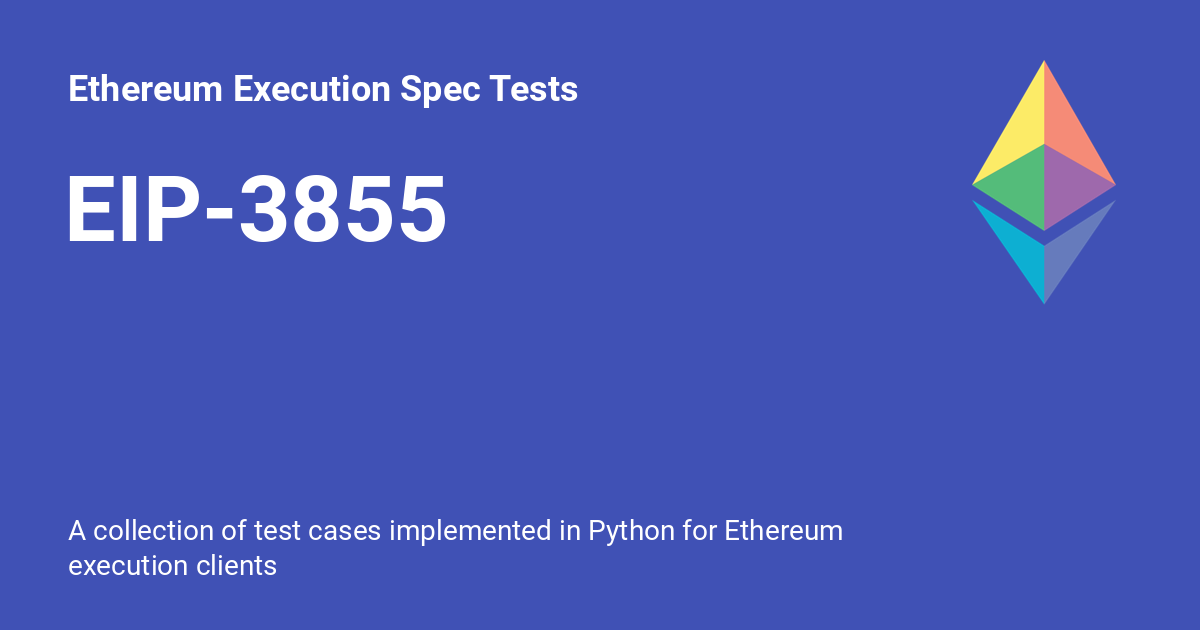 Ethereum Execution Spec Tests
EIP-3855
A collection of test cases implemented in Python for Ethereum
execution clients